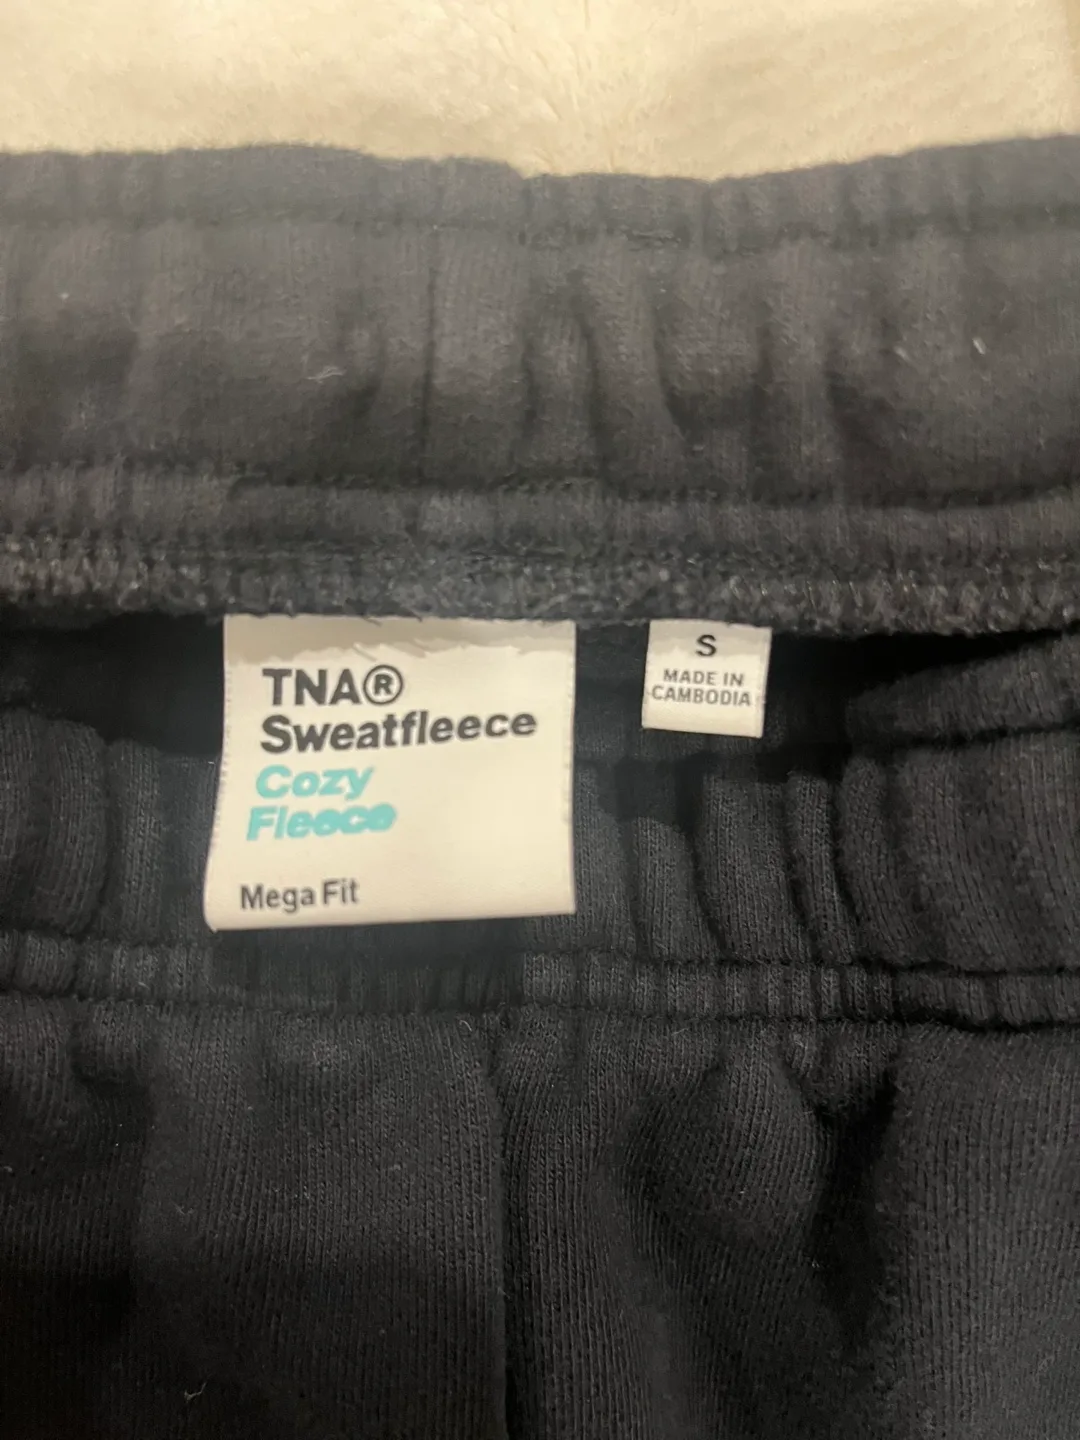 TNA®
Sweatfleece
Cozy
Fleece
Mega Fit
S
MADE IN
CAMBODIA